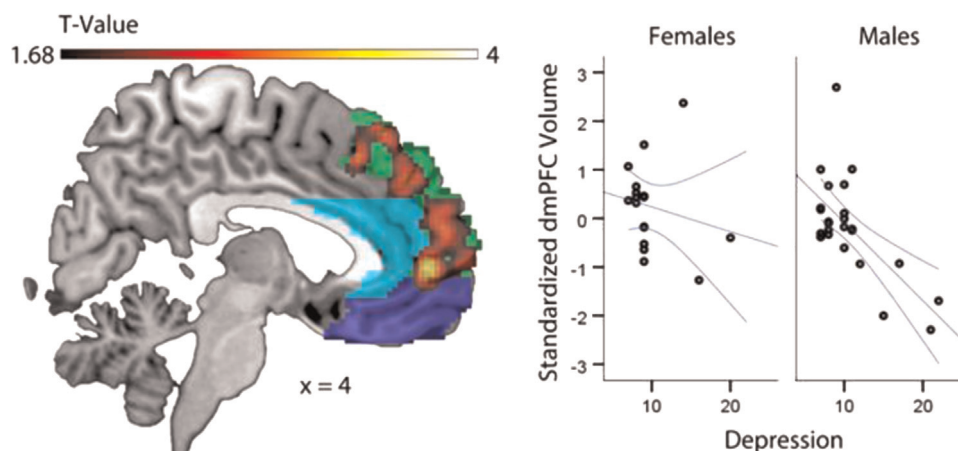 T-Value
1.68 4
x = 4
Females Males
Standardized dmPFC Volume
3
2
1
0
-1
-2
-3
10 20 10 20
Depression